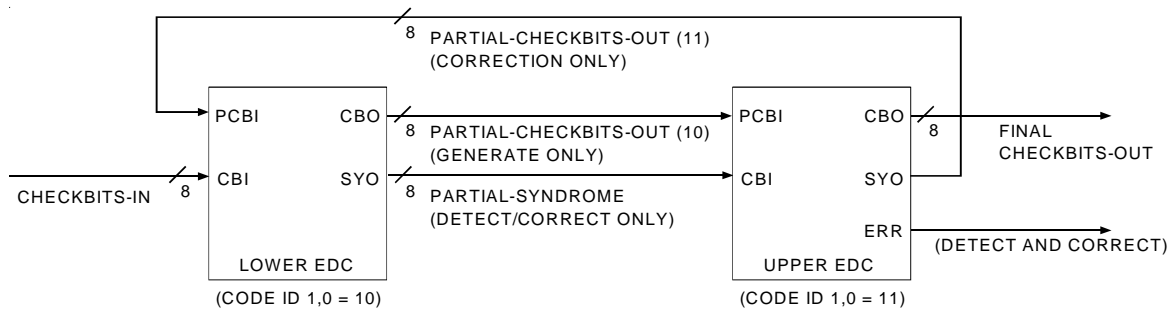 8 PARTIAL-CHECKBITS-OUT (11)
(CORRECTION ONLY)
PCBI CBO
8 PARTIAL-CHECKBITS-OUT (10)
(GENERATE ONLY)
PCBI CBO
8
FINAL
CHECKBITS-OUT
CHECKBITS-IN
8
CBI SYO
8 PARTIAL-SYNDROME
(DETECT/CORRECT ONLY)
CBI SYO
ERR
(DETECT AND CORRECT)
LOWER EDC
(CODE ID 1,0 = 10)
UPPER EDC
(CODE ID 1,0 = 11)